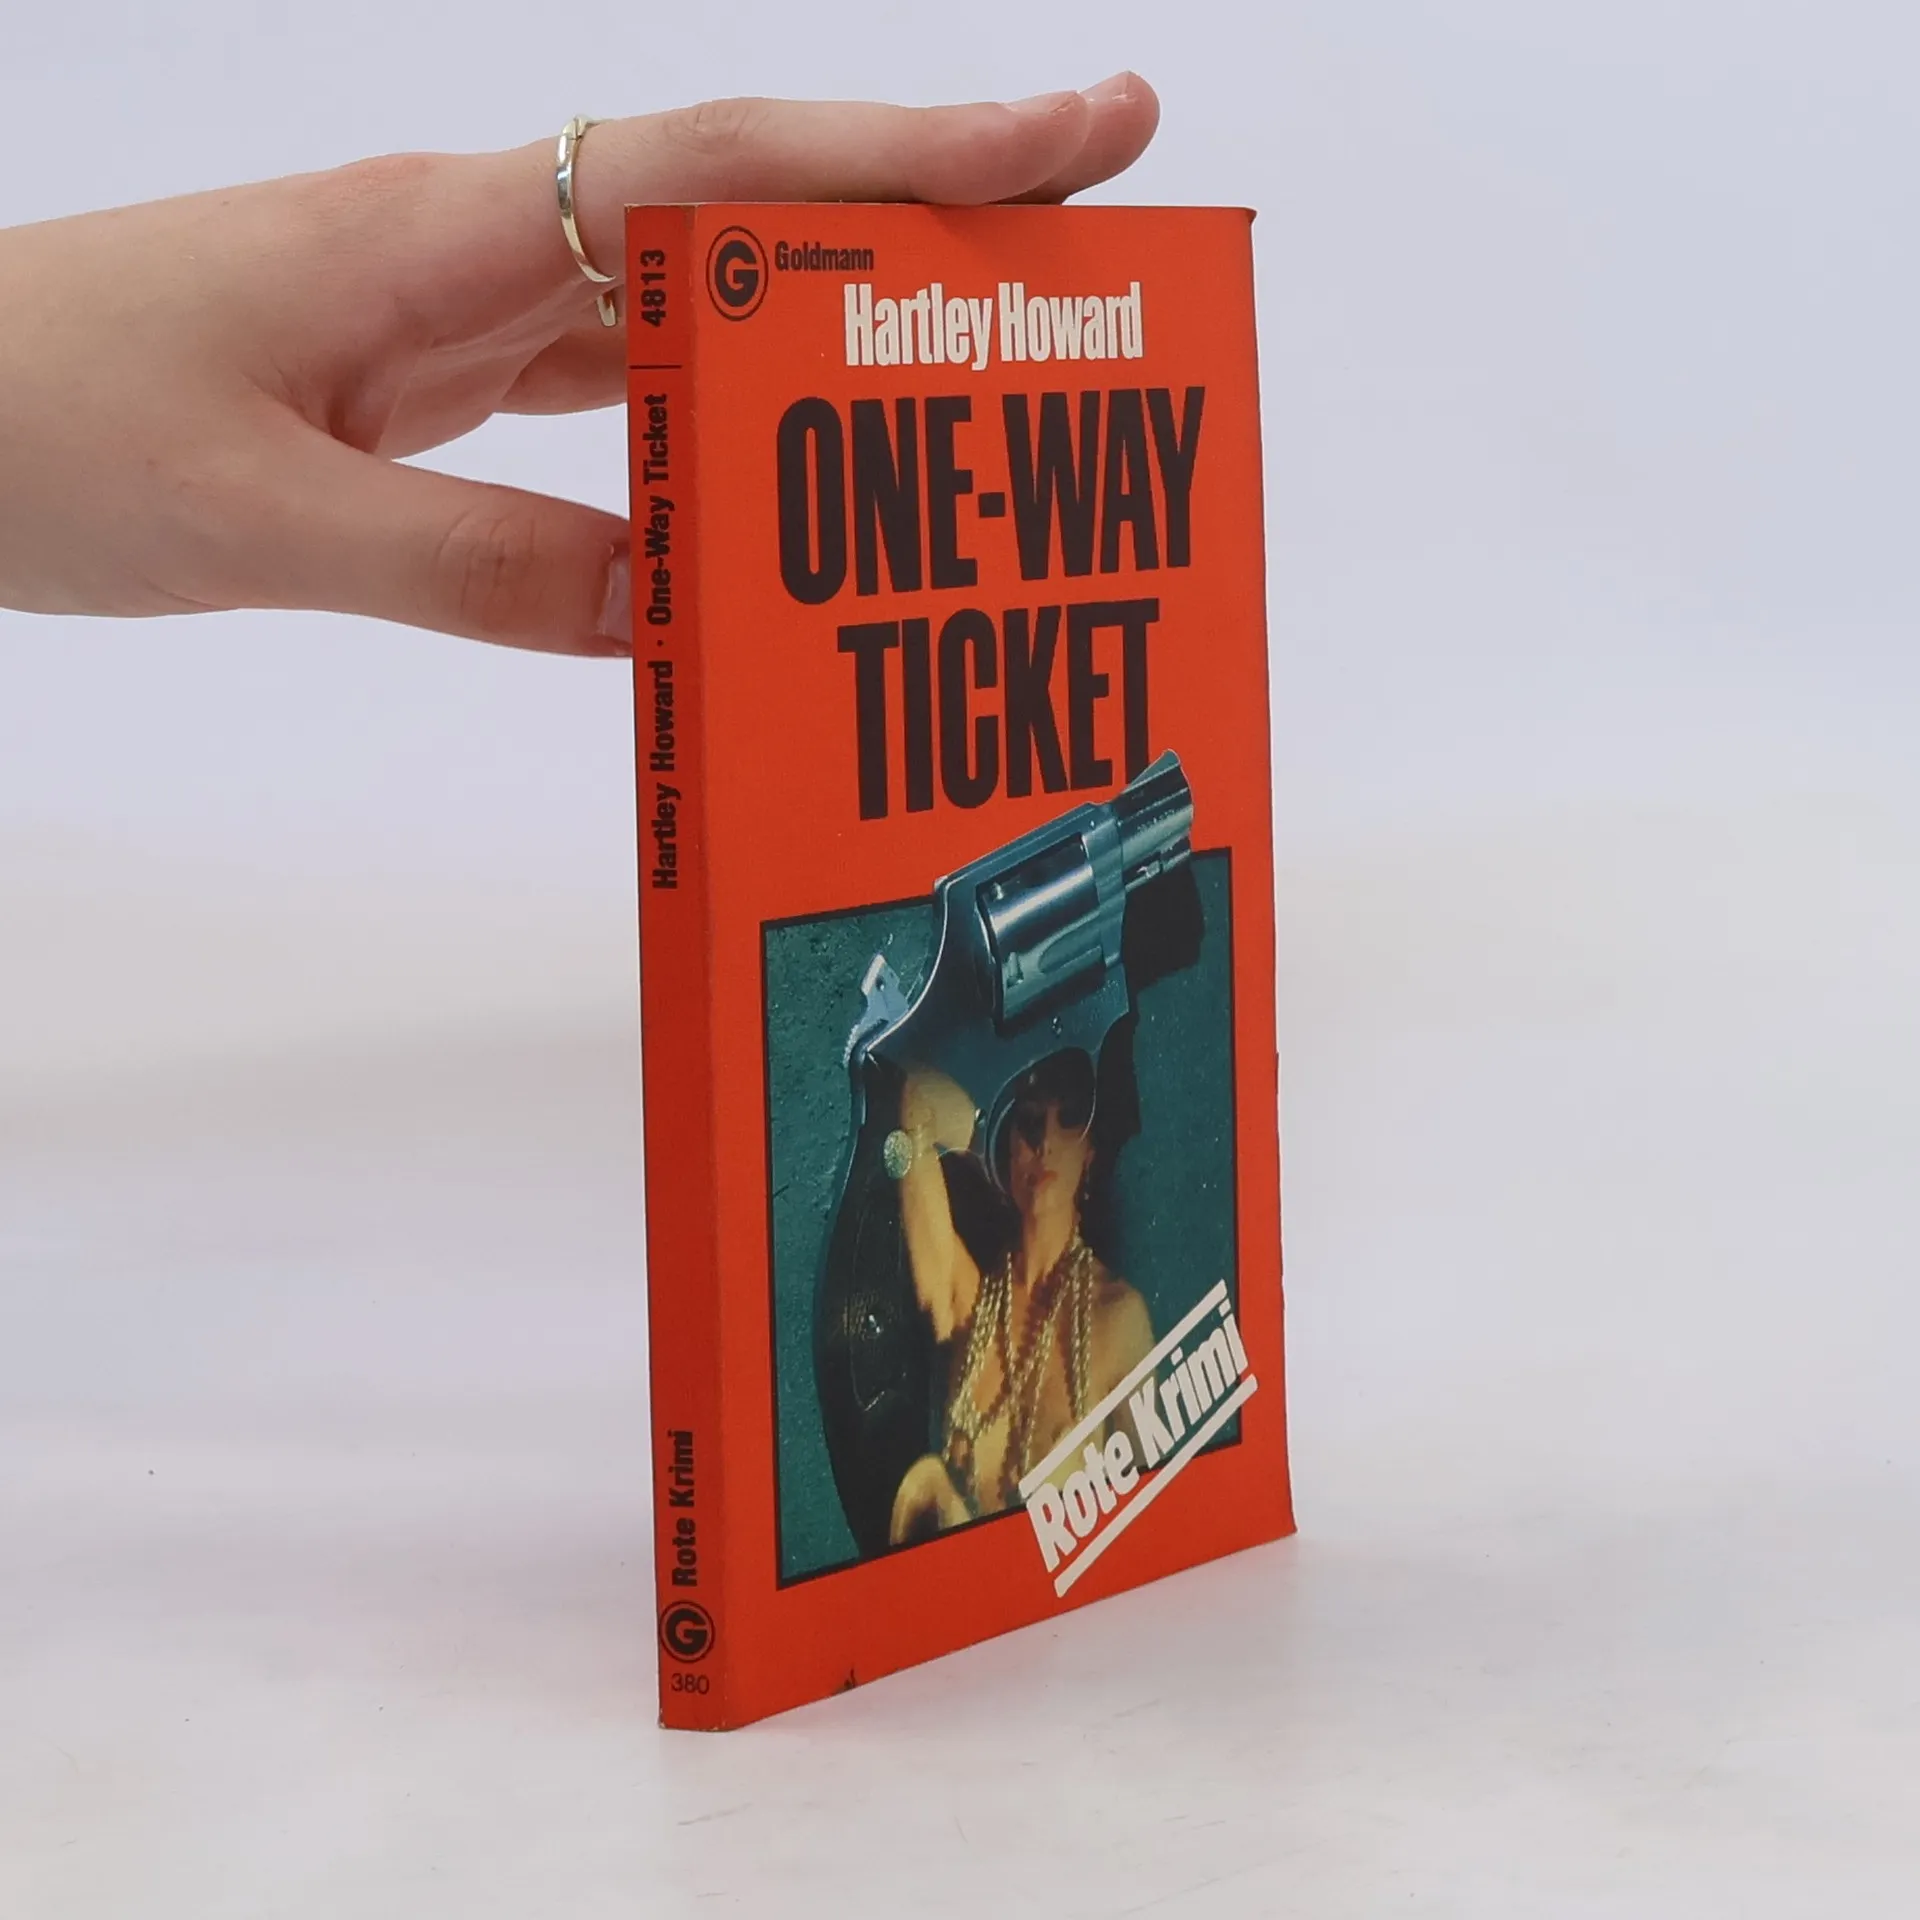 G
Goldmann
Hartley Howard
ONE-WAY
TICKET
Rote Krimi
4813
Hartley Howard · One-Way Ticket
Rote Krimi
G
380